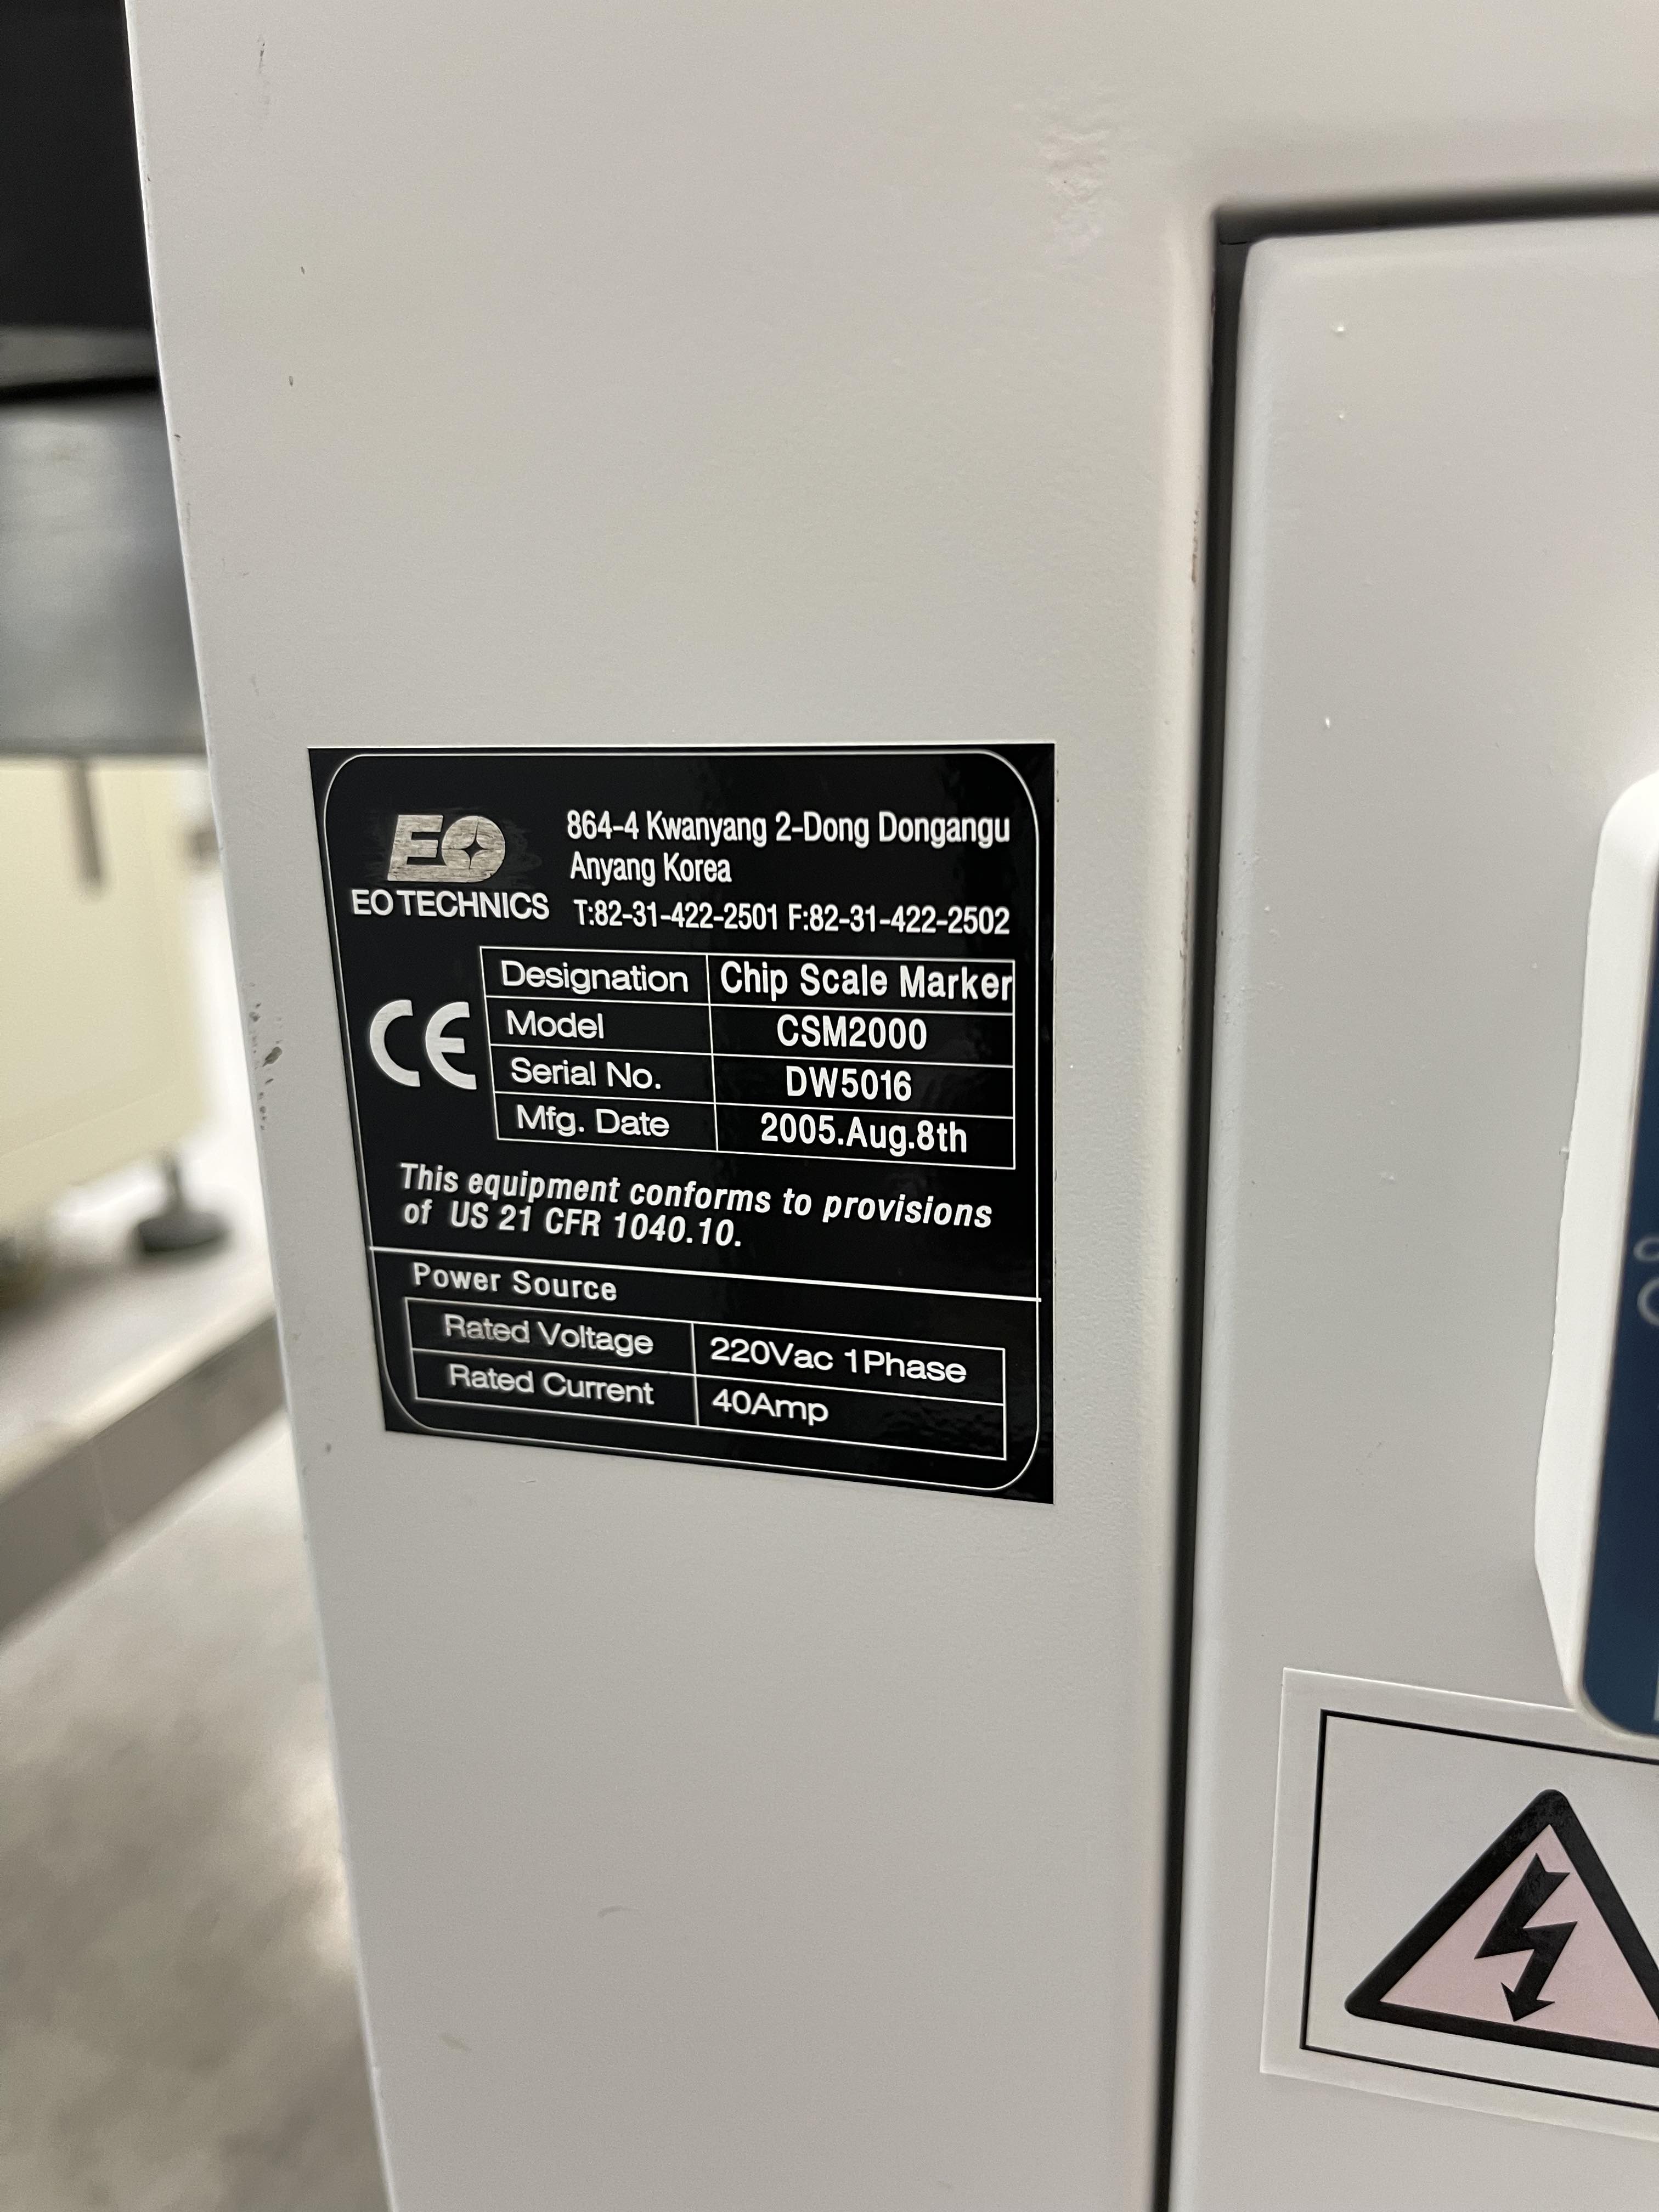 EO
EO TECHNICS
864-4 Kwanyang 2-Dong Dongangu
Anyang Korea
T:82-31-422-2501 F:82-31-422-2502
CE
Designation Chip Scale Marker
Model CSM2000
Serial No. DW5016
Mfg. Date 2005.Aug.8th
This equipment conforms to provisions
of US 21 CFR 1040.10.
Power Source
Rated Voltage 220Vac 1Phase
Rated Current 40Amp